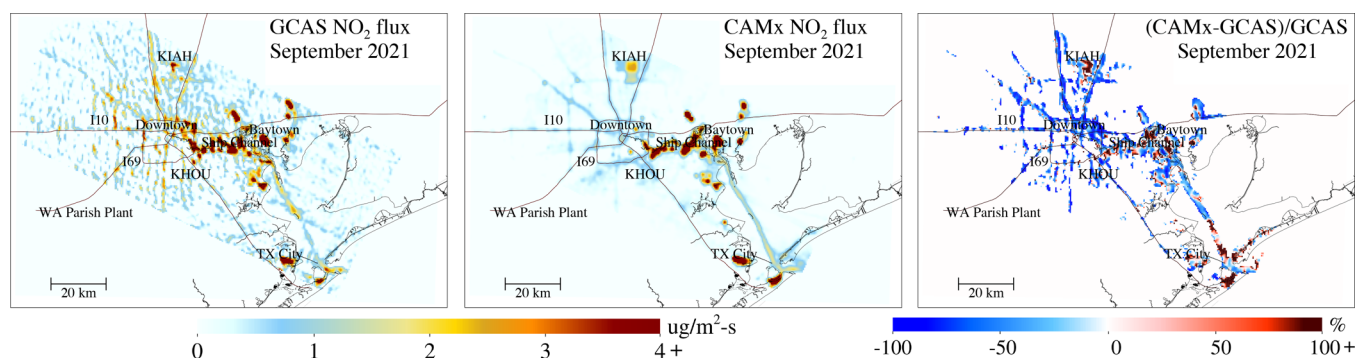 GCAS NO₂ flux
September 2021
KIAH
I10
Downtown
Baytown
Ship Channel
I69
KHOU
WA Parish Plant
TX City
20 km
CAMx NO₂ flux
September 2021
KIAH
I10
Downtown
Baytown
Ship Channel
I69
KHOU
WA Parish Plant
TX City
20 km
(CAMx-GCAS)/GCAS
September 2021
KIAH
I10
Downtown
Baytown
Ship Channel
I69
KHOU
WA Parish Plant
TX City
20 km
ug/m²-s
0 1 2 3 4+
%
-100 -50 0 50 100+